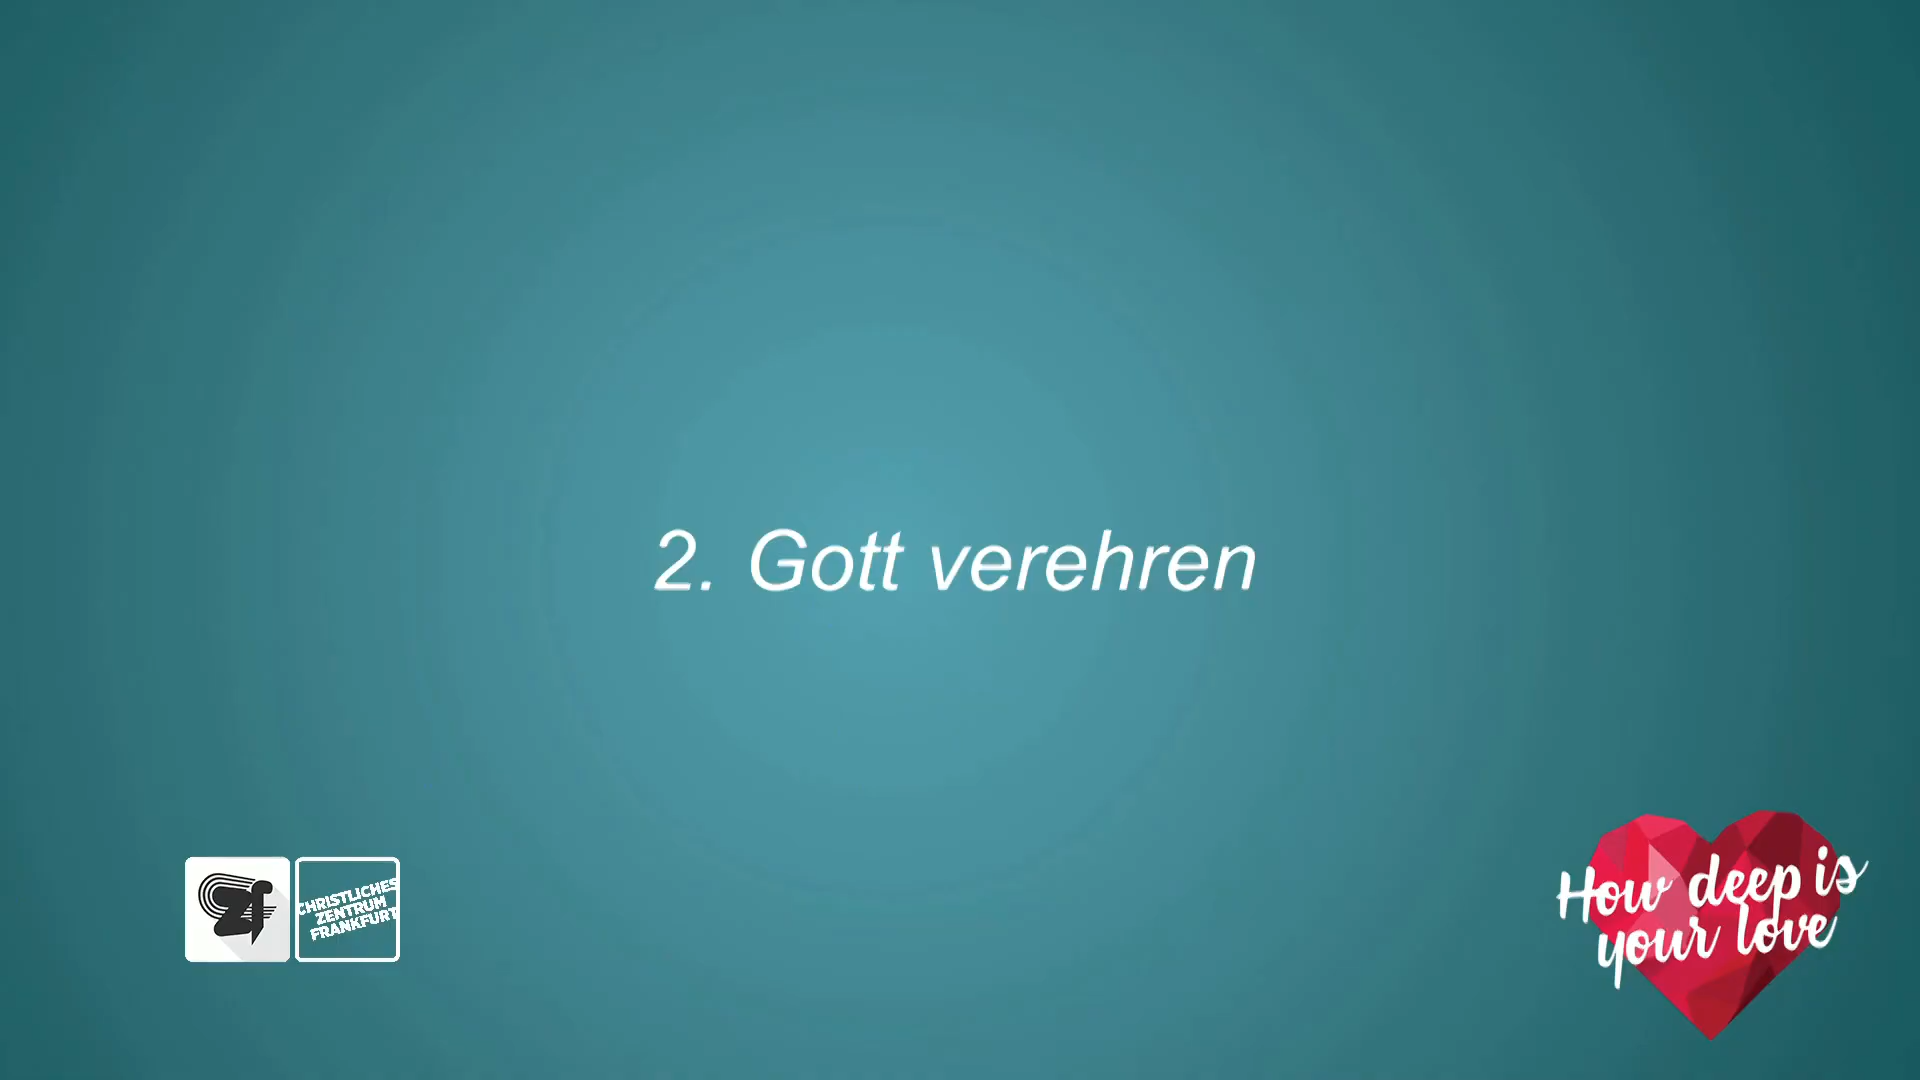 2. Gott verehren
CHRISTLICHES
ZENTRUM
FRANKFURT
How deep is
your love